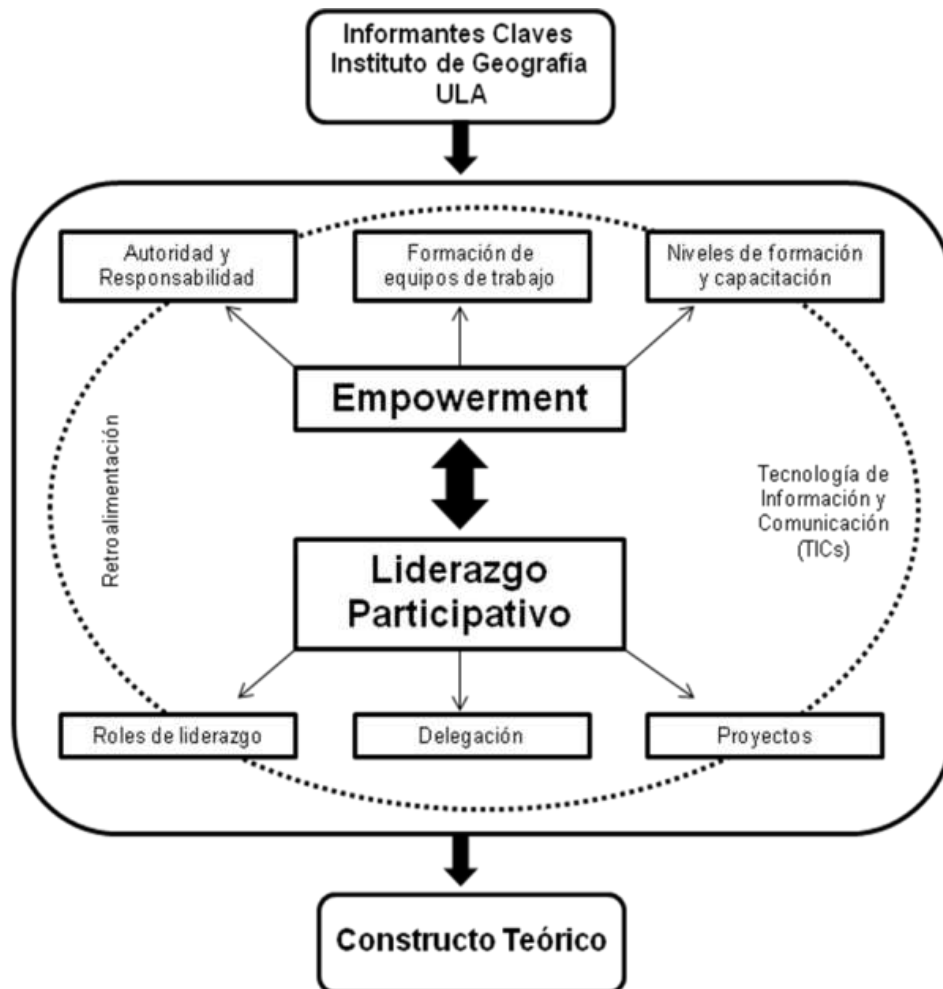 Informantes Claves
Instituto de Geografía
ULA
Autoridad y
Responsabilidad
Formación de
equipos de trabajo
Niveles de formación
y capacitación
Empowerment
Retroalimentación
Tecnología de
Información y
Comunicación
(TICs)
Liderazgo
Participativo
Roles de liderazgo
Delegación
Proyectos
Constructo Teórico